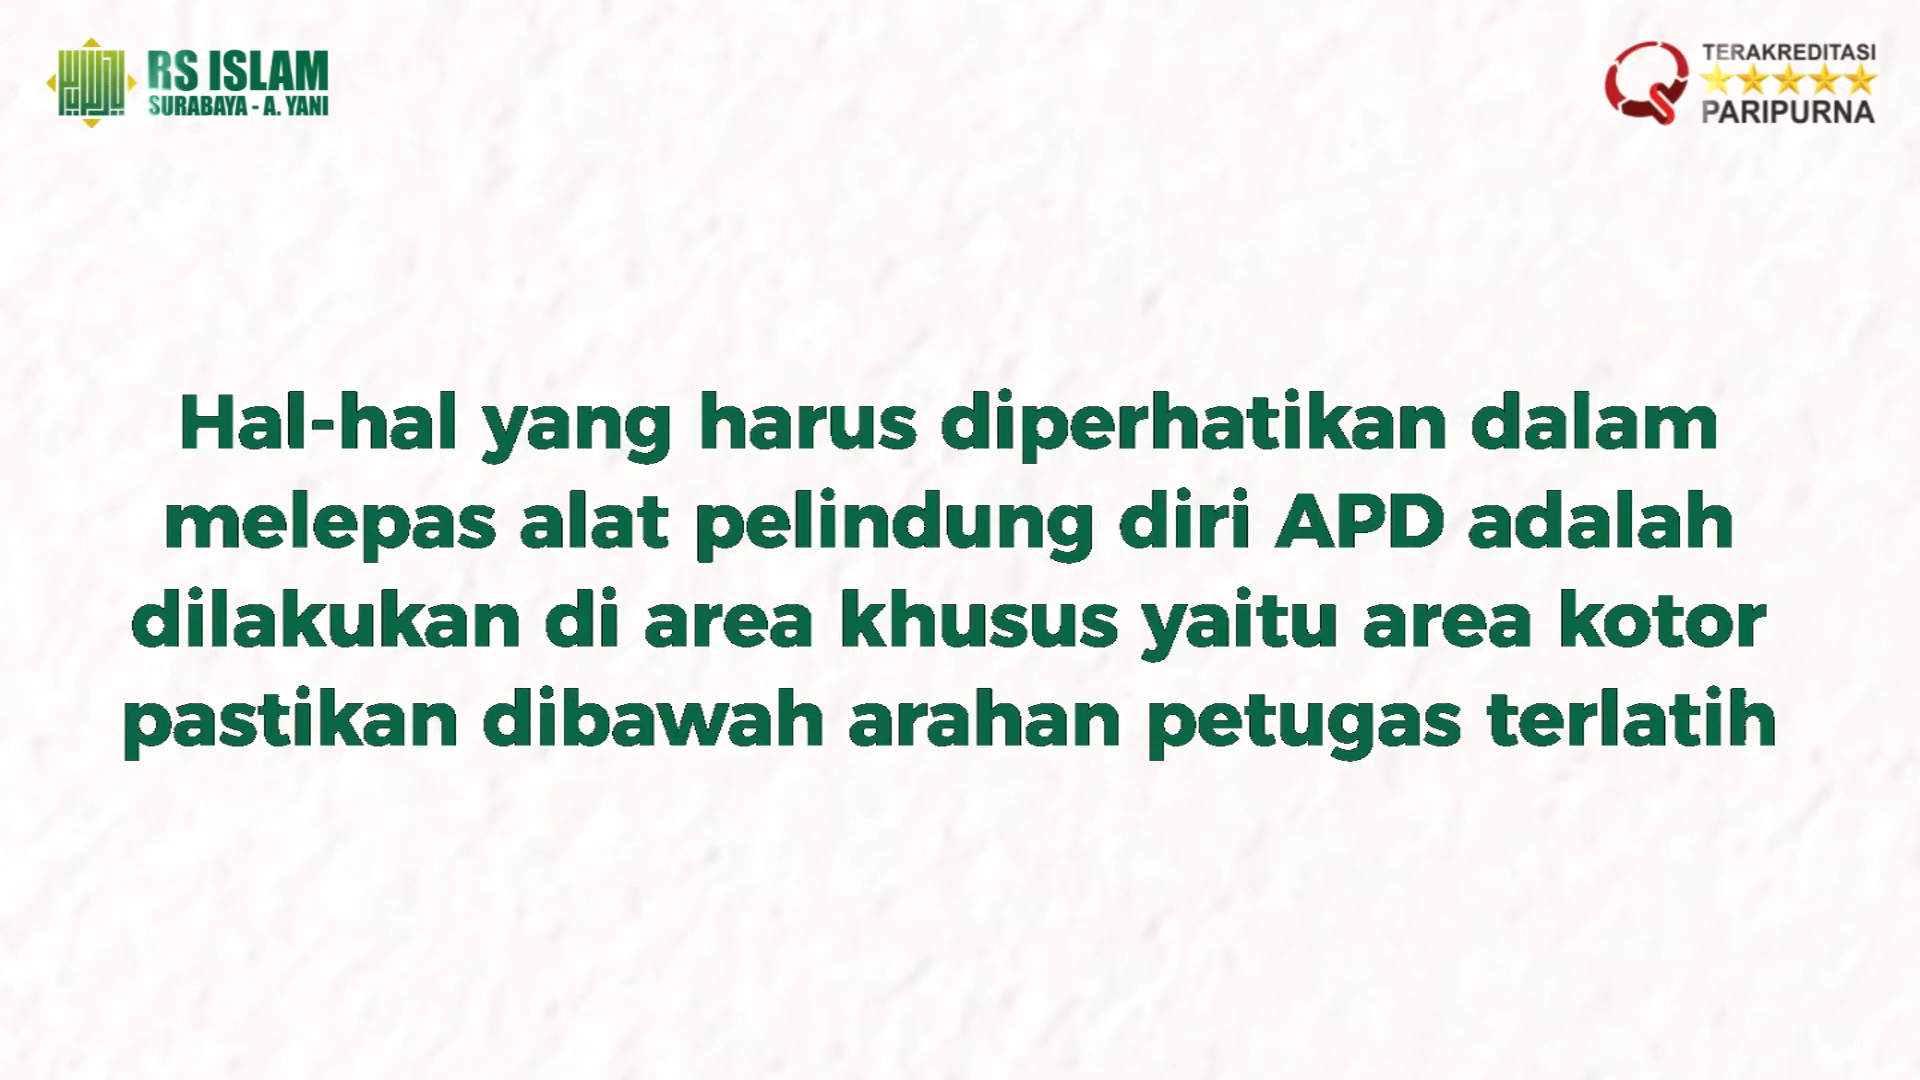 RS ISLAM
SURABAYA - A. YANI
TERAKREDITASI
PARIPURNA
Hal-hal yang harus diperhatikan dalam
melepas alat pelindung diri APD adalah
dilakukan di area khusus yaitu area kotor
pastikan dibawah arahan petugas terlatih